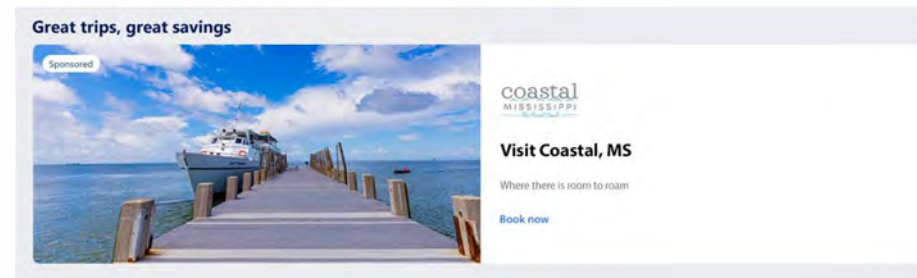 Great trips, great savings
Sponsored
coastal
MISSISSIPPI
Visit Coastal, MS
Where there is room to roam
Book now